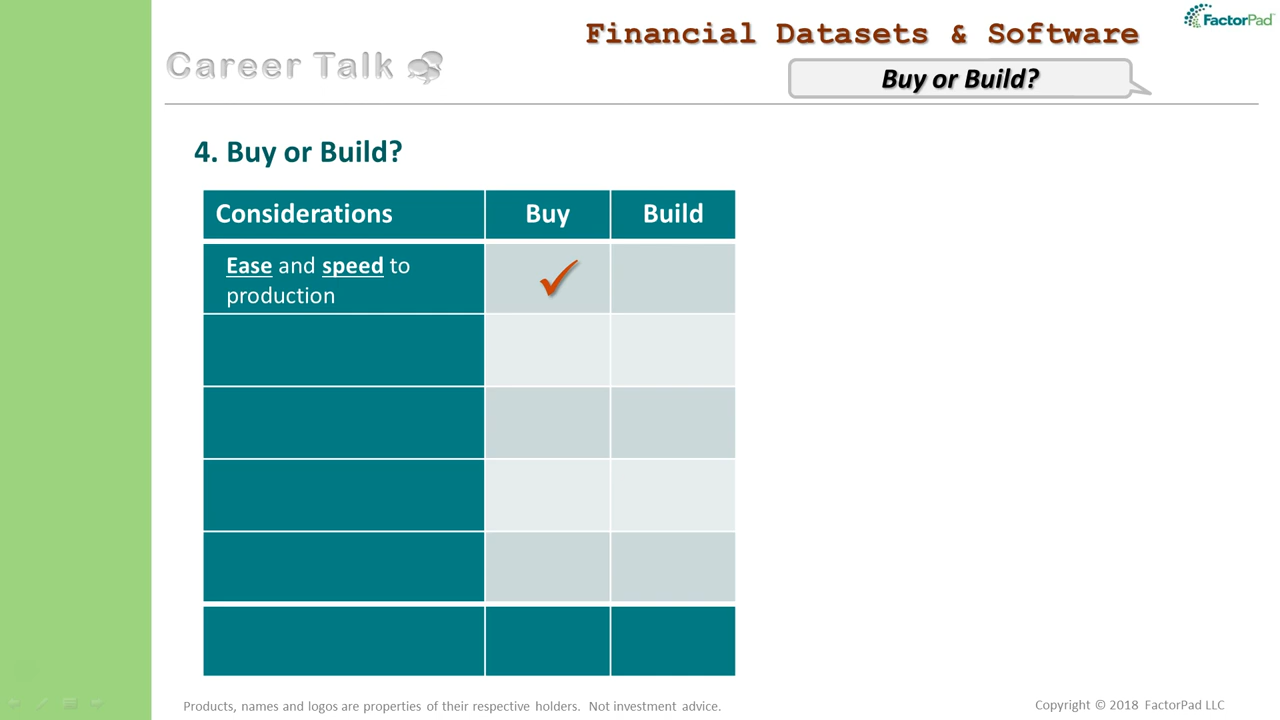 Financial Datasets & Software
FactorPad
Career Talk
Buy or Build?
4. Buy or Build?
Considerations Buy Build
Ease and speed to
production ✓
Products, names and logos are properties of their respective holders. Not investment advice.
Copyright © 2018 FactorPad LLC